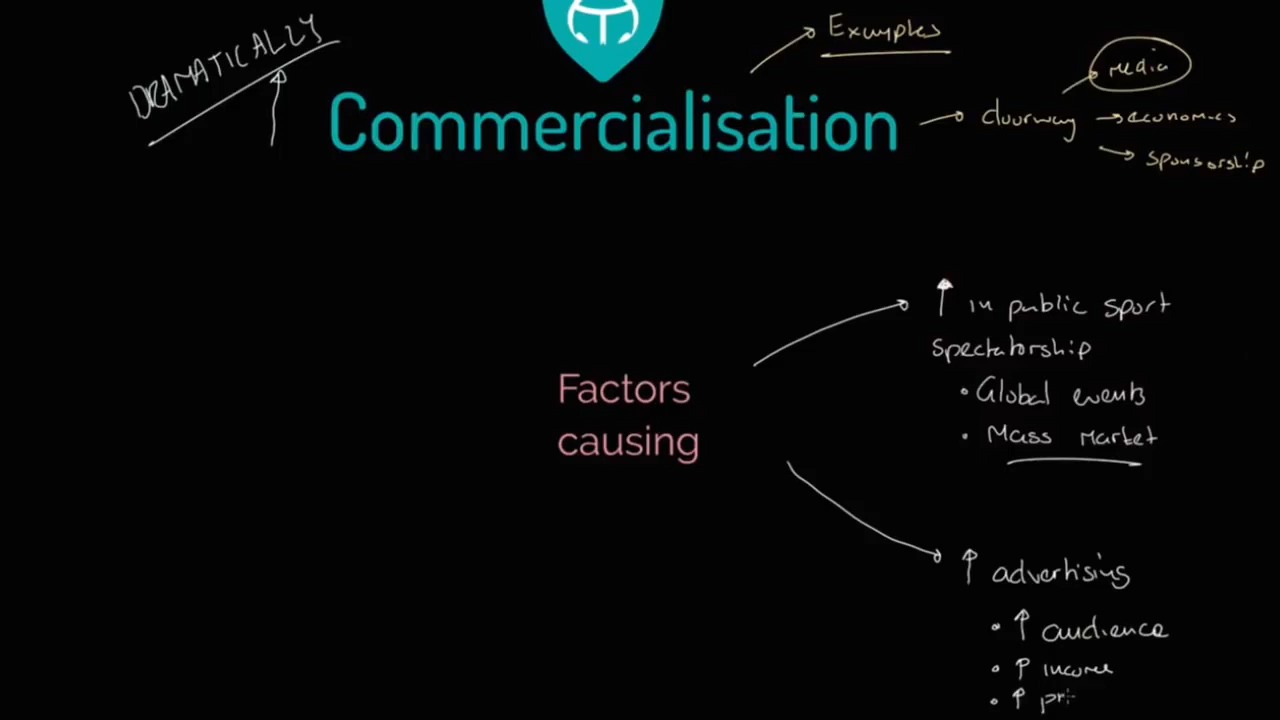 DRAMATICALLY
Examples
Commercialisation
doorway
media
economics
sponsorship
↑ in public sport
spectatorship
• Global events
• Mass market
Factors
causing
↑ advertising
• ↑ audience
• ↑ income
• ↑ pri